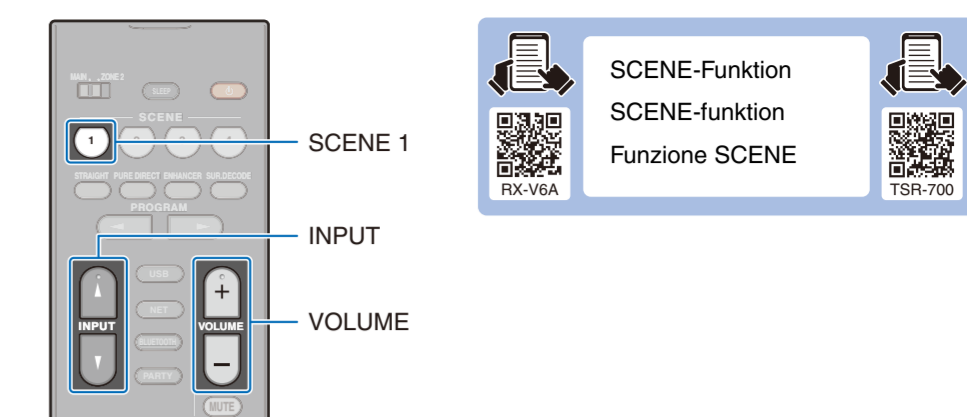 MAIN ZONE 2
SLEEP
SCENE
1 2 3 4
SCENE 1
STRAIGHT PURE DIRECT ENHANCER SUR.DECODE
PROGRAM
INPUT
USB
+
NET
INPUT
VOLUME
VOLUME
BLUETOOTH
−
PARTY
MUTE
SCENE-Funktion
SCENE-funktion
Funzione SCENE
RX-V6A
TSR-700